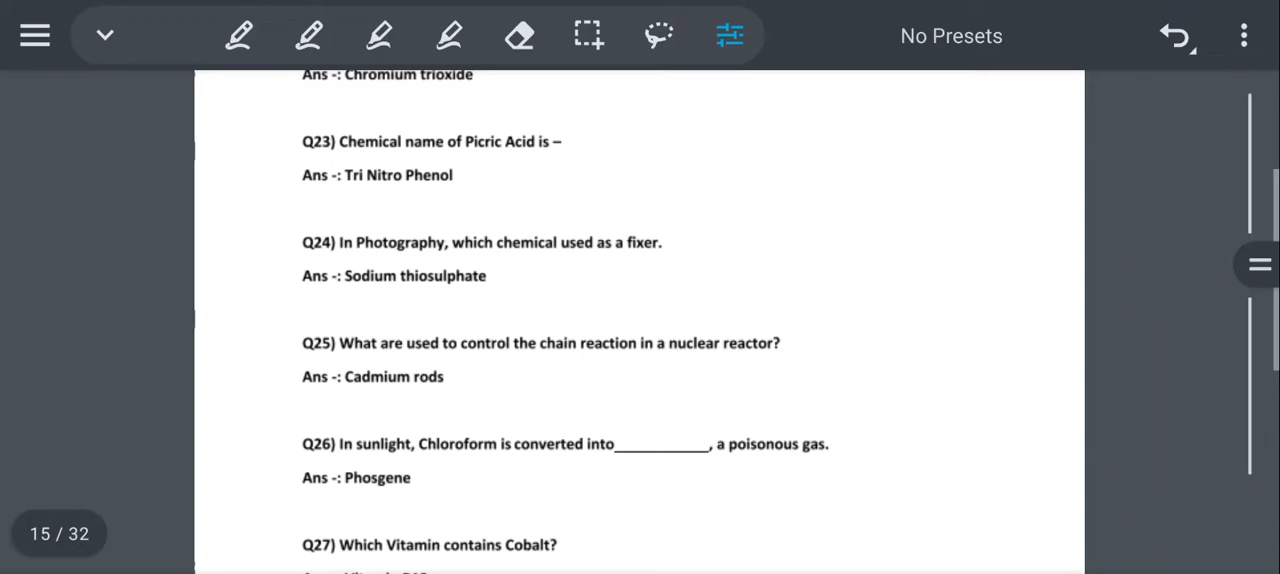 No Presets
Ans -: Chromium trioxide
Q23) Chemical name of Picric Acid is –
Ans -: Tri Nitro Phenol
Q24) In Photography, which chemical used as a fixer.
Ans -: Sodium thiosulphate
Q25) What are used to control the chain reaction in a nuclear reactor?
Ans -: Cadmium rods
Q26) In sunlight, Chloroform is converted into___________, a poisonous gas.
Ans -: Phosgene
15 / 32
Q27) Which Vitamin contains Cobalt?